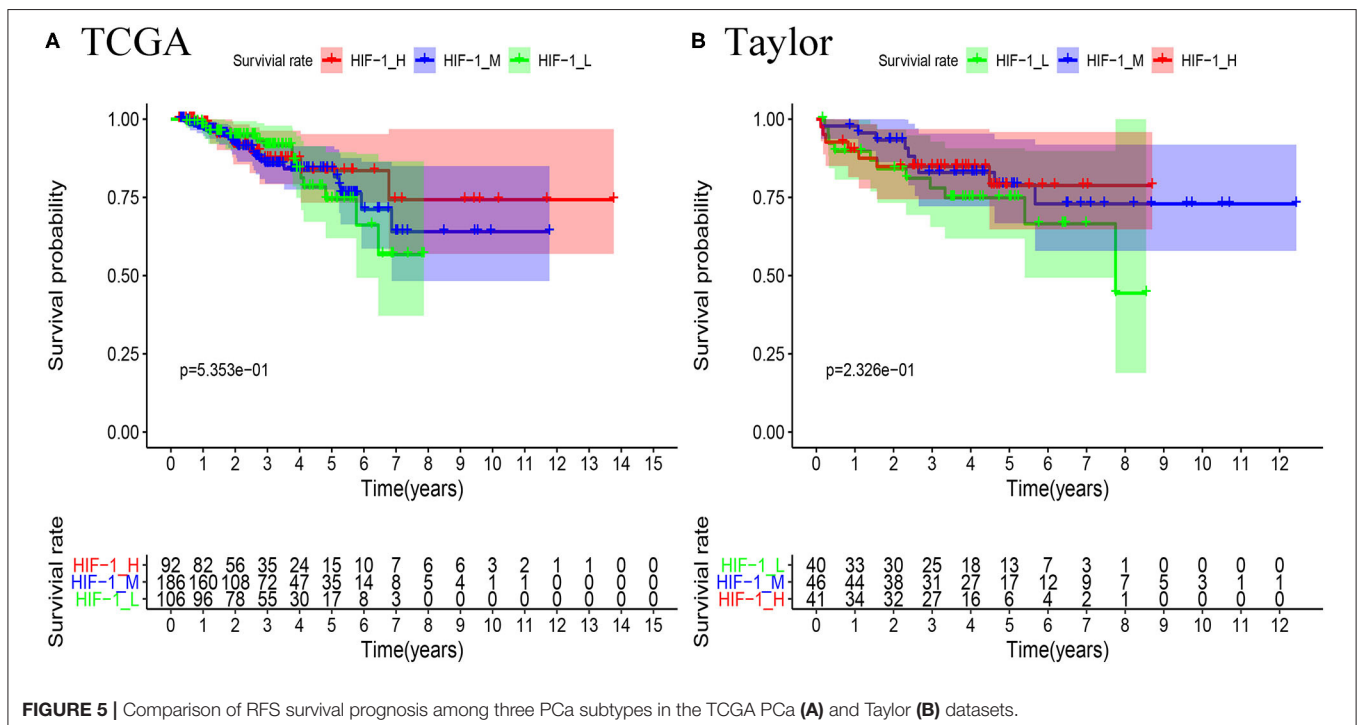 A TCGA
Survivial rate HIF-1_H HIF-1_M HIF-1_L
Survival probability
1.00
0.75
0.50
0.25
0.00
p=5.353e-01
0 1 2 3 4 5 6 7 8 9 10 11 12 13 14 15
Time(years)
Survivial rate
HIF-1_H 92 82 56 35 24 15 10 7 6 6 3 2 1 1 0 0
HIF-1_M 186 160 108 72 47 35 14 8 5 4 1 1 0 0 0 0
HIF-1_L 106 96 78 55 30 17 8 3 0 0 0 0 0 0 0 0
0 1 2 3 4 5 6 7 8 9 10 11 12 13 14 15
Time(years)
B Taylor
Survivial rate HIF-1_L HIF-1_M HIF-1_H
Survival probability
1.00
0.75
0.50
0.25
0.00
p=2.326e-01
0 1 2 3 4 5 6 7 8 9 10 11 12
Time(years)
Survivial rate
HIF-1_L 40 33 30 25 18 13 7 3 1 0 0 0 0
HIF-1_M 46 44 38 31 27 17 12 9 7 5 3 1 1
HIF-1_H 41 34 32 27 16 6 4 2 1 0 0 0 0
0 1 2 3 4 5 6 7 8 9 10 11 12
Time(years)
FIGURE 5 | Comparison of RFS survival prognosis among three PCa subtypes in the TCGA PCa (A) and Taylor (B) datasets.